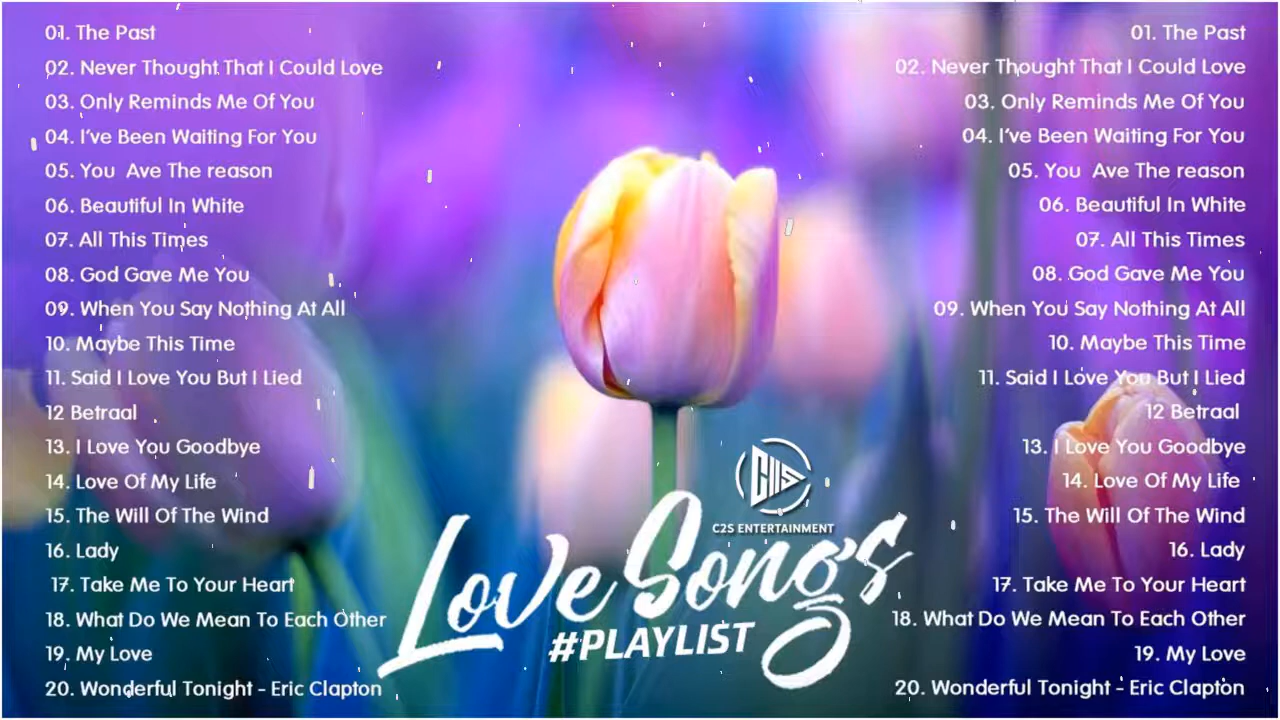 01. The Past
02. Never Thought That I Could Love
03. Only Reminds Me Of You
04. I've Been Waiting For You
05. You  Ave The reason
06. Beautiful In White
07. All This Times
08. God Gave Me You
09. When You Say Nothing At All
10. Maybe This Time
11. Said I Love You But I Lied
12 Betraal
13. I Love You Goodbye
14. Love Of My Life
15. The Will Of The Wind
16. Lady
17. Take Me To Your Heart
18. What Do We Mean To Each Other
19. My Love
20. Wonderful Tonight - Eric Clapton
C2S
C2S ENTERTAINMENT
Love Songs
#PLAYLIST
01. The Past
02. Never Thought That I Could Love
03. Only Reminds Me Of You
04. I've Been Waiting For You
05. You  Ave The reason
06. Beautiful In White
07. All This Times
08. God Gave Me You
09. When You Say Nothing At All
10. Maybe This Time
11. Said I Love You But I Lied
12 Betraal
13. I Love You Goodbye
14. Love Of My Life
15. The Will Of The Wind
16. Lady
17. Take Me To Your Heart
18. What Do We Mean To Each Other
19. My Love
20. Wonderful Tonight - Eric Clapton